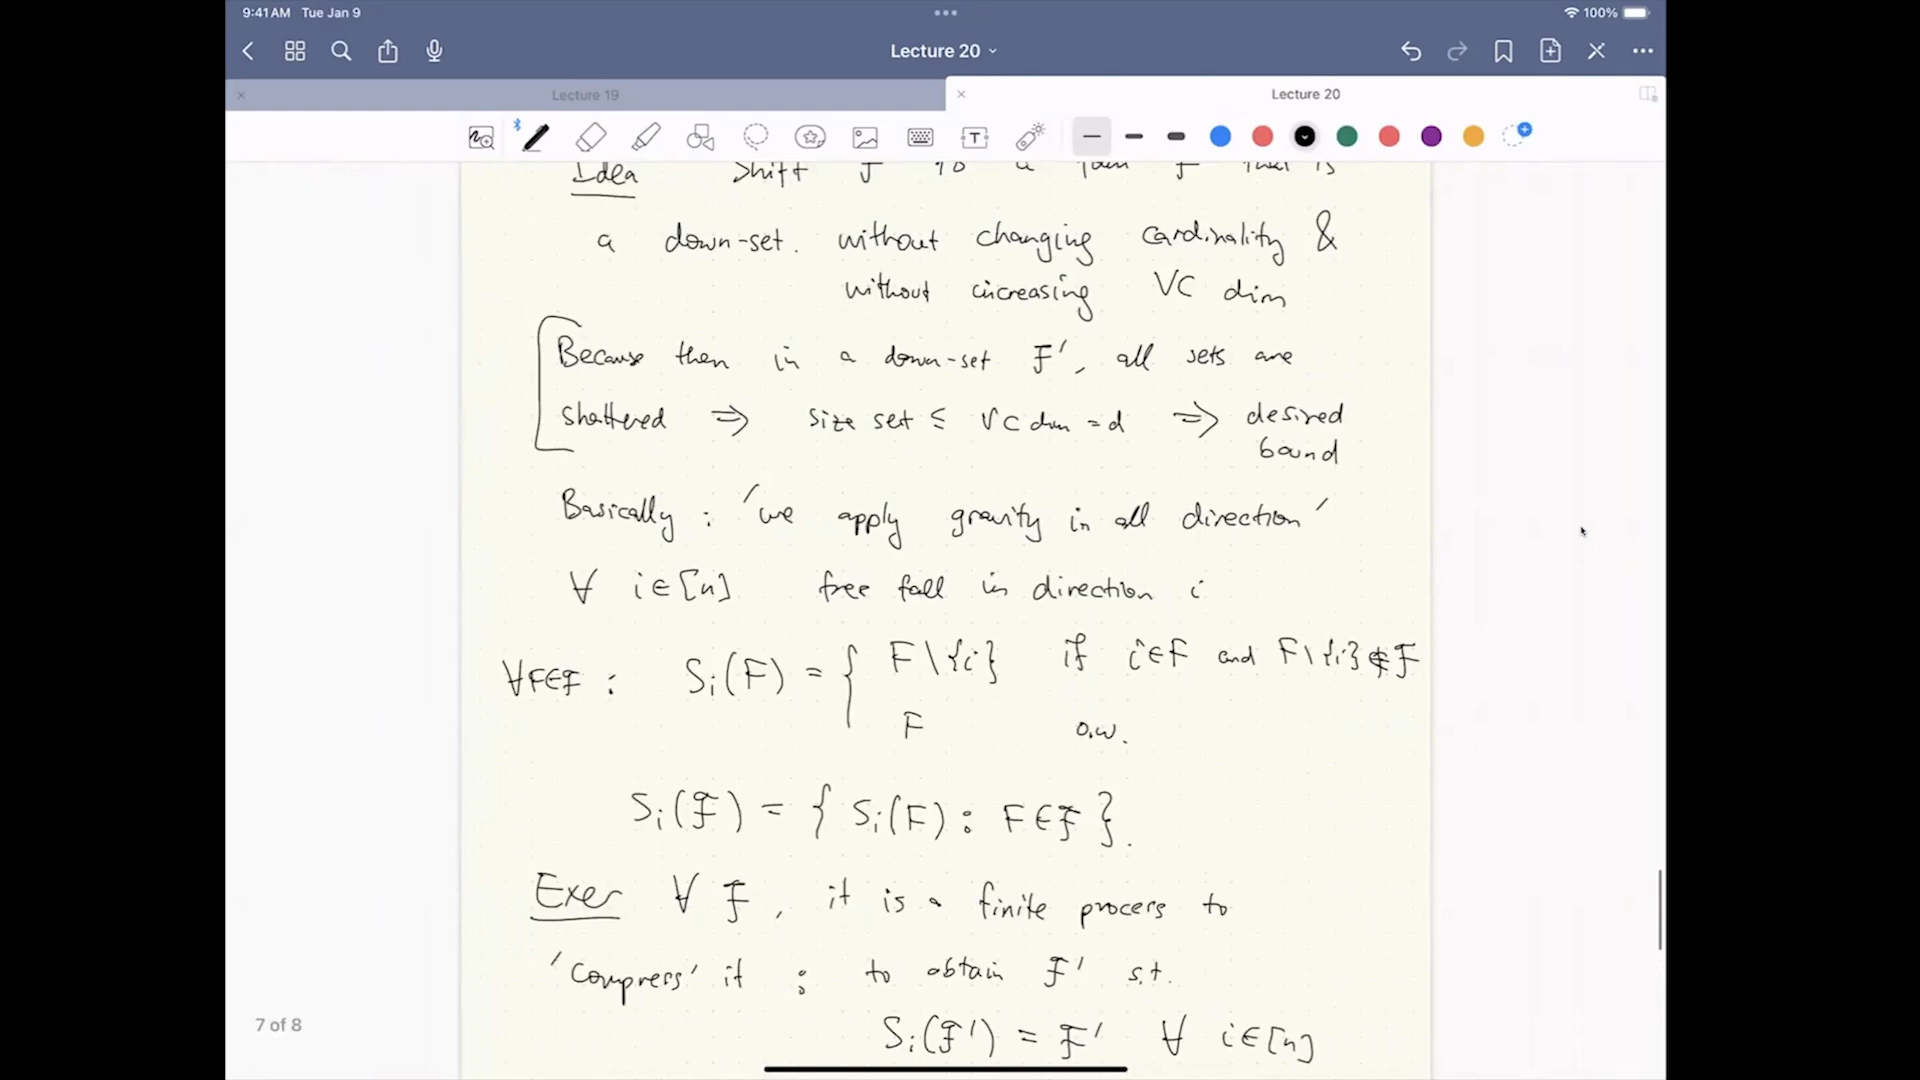 9:41 AM Tue Jan 9
100%
Lecture 20
Lecture 19
Lecture 20
Idea Shift F to a that is
a down-set. without changing cardinality &
without increasing VC dim
Because then in a down-set F', all sets are
shattered ⇒ size set ≤ VC dim = d ⇒ desired
bound
Basically : 'we apply gravity in all direction'
∀ i∈[n] free fall in direction i
∀F∈F : Si(F) = { F\{i} if i∈F and F\{i}∉F
F o.w.
Si(F) = { Si(F) : F∈F }.
Exer ∀ F, it is a finite process to
'compress' it : to obtain F' s.t.
Si(F') = F' ∀ i∈[n]
7 of 8